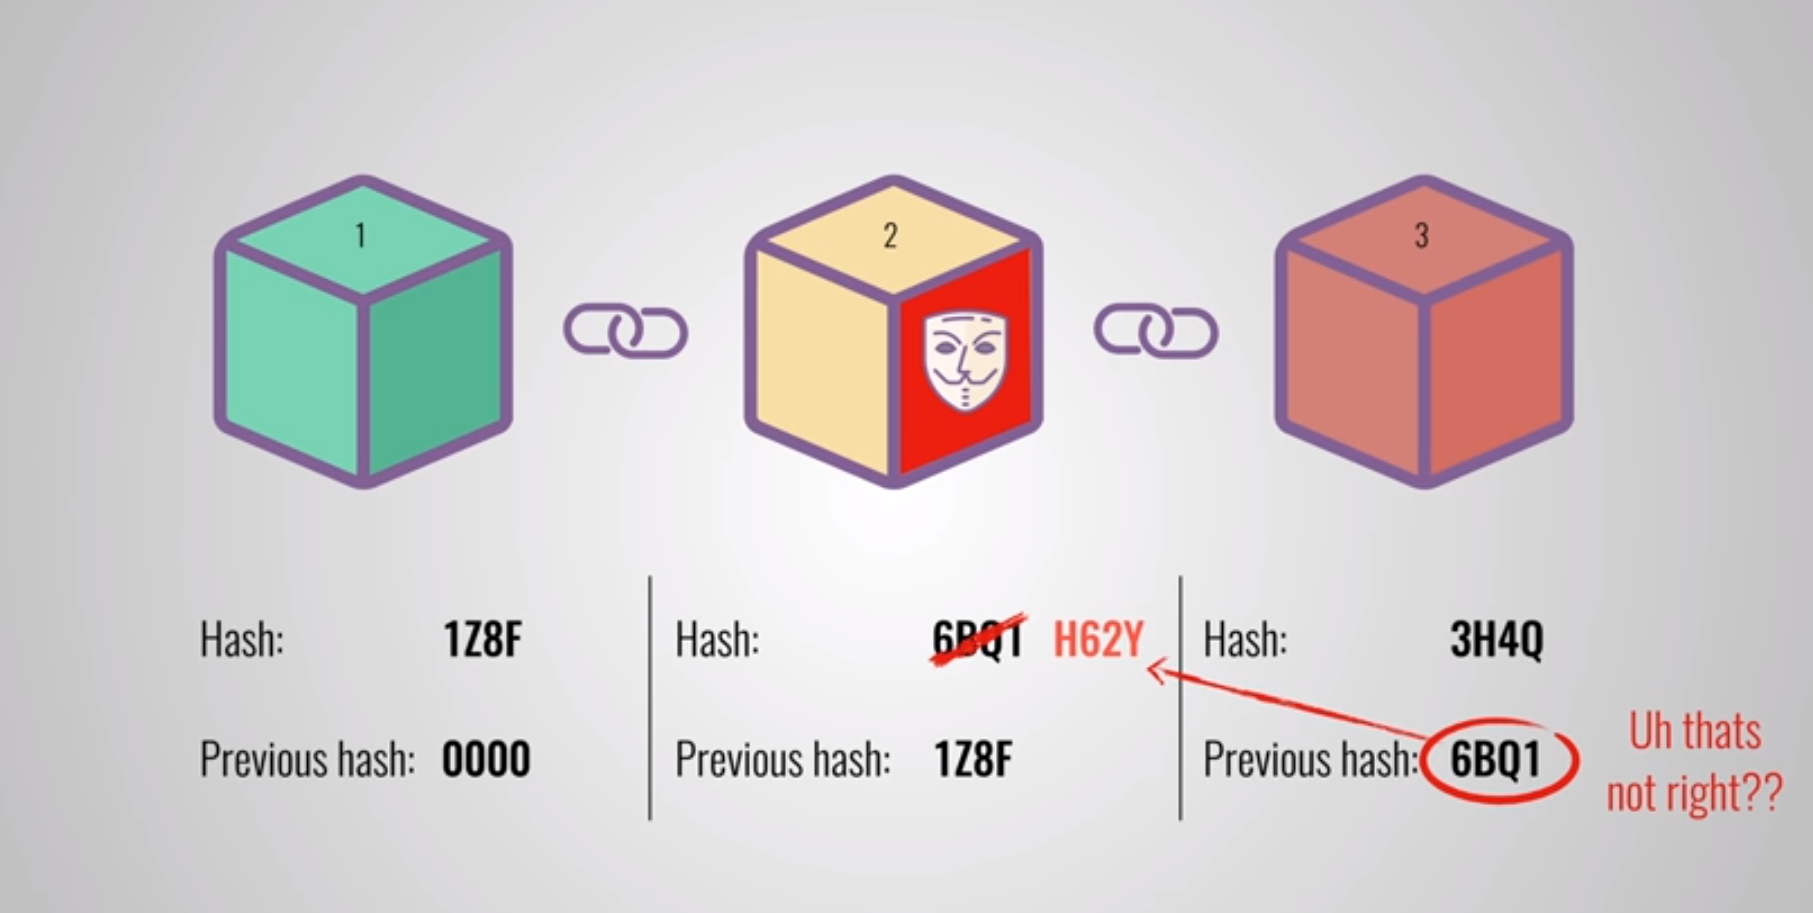 1
2
3
Hash: 1Z8F
Previous hash: 0000
Hash: 6BQ1 H62Y
Previous hash: 1Z8F
Hash: 3H4Q
Previous hash: 6BQ1
Uh thats
not right??